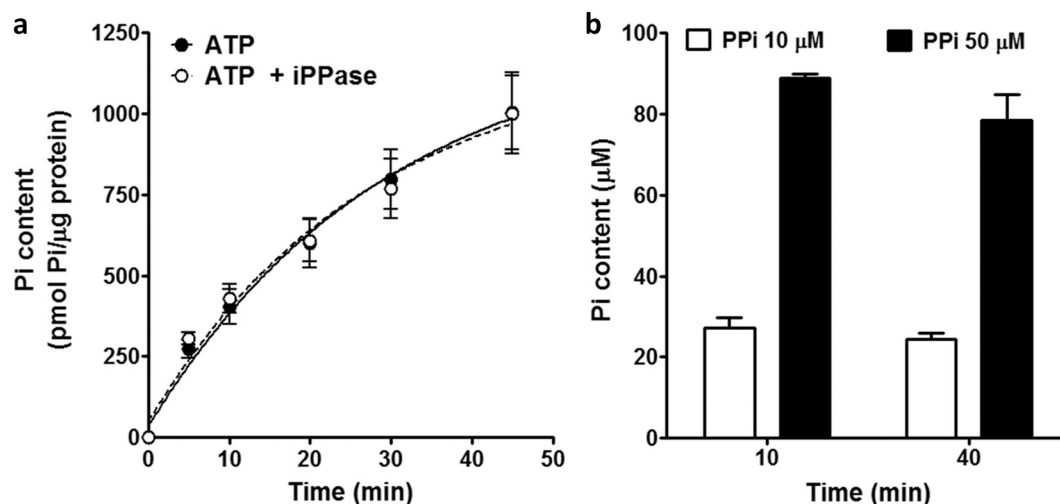 a
ATP
ATP + iPPase
Pi content
(pmol Pi/µg protein)
1250
1000
750
500
250
0
0 10 20 30 40 50
Time (min)
b
PPi 10 µM PPi 50 µM
Pi content (µM)
100
80
60
40
20
0
10 40
Time (min)